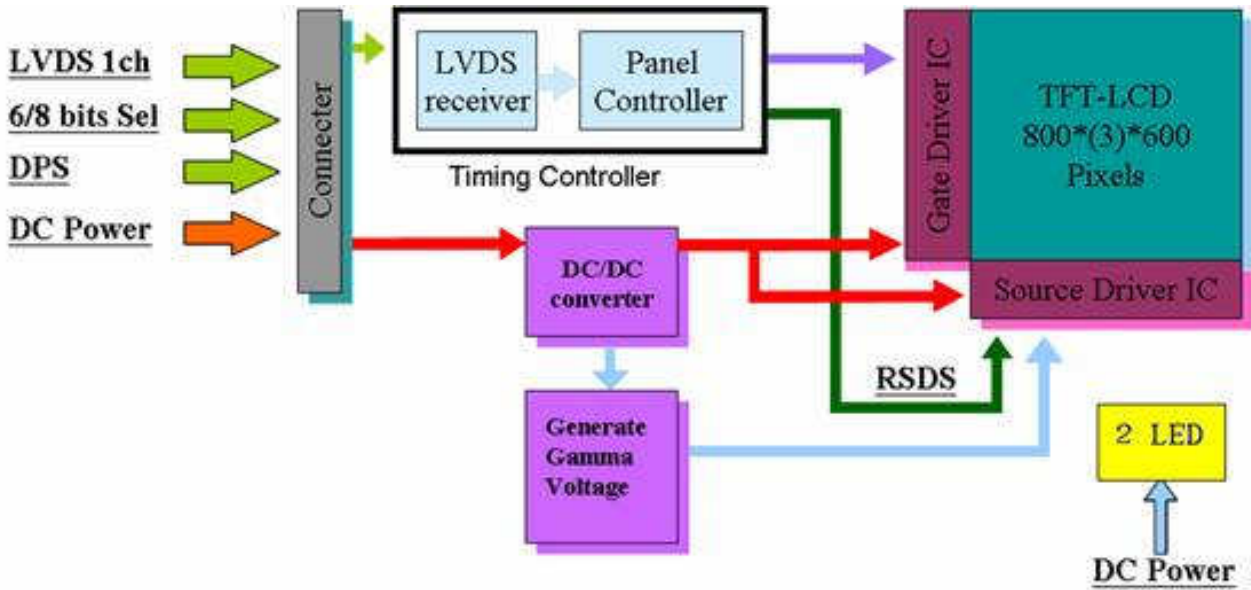 LVDS 1ch
6/8 bits Sel
DPS
DC Power
Connecter
LVDS
receiver
Panel
Controller
Timing Controller
DC/DC
converter
Generate
Gamma
Voltage
Gate Driver IC
TFT-LCD
800*(3)*600
Pixels
Source Driver IC
RSDS
2 LED
DC Power